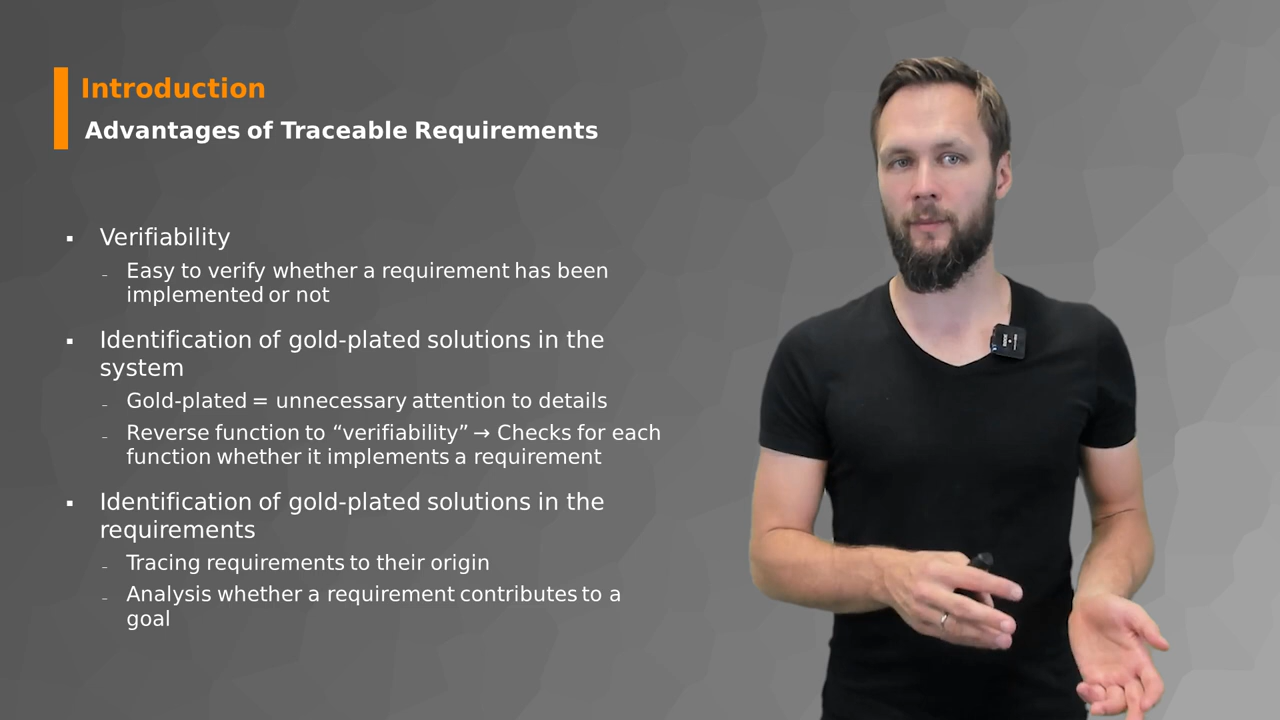 Introduction
Advantages of Traceable Requirements
▪ Verifiability
– Easy to verify whether a requirement has been
implemented or not
▪ Identification of gold-plated solutions in the
system
– Gold-plated = unnecessary attention to details
– Reverse function to “verifiability” → Checks for each
function whether it implements a requirement
▪ Identification of gold-plated solutions in the
requirements
– Tracing requirements to their origin
– Analysis whether a requirement contributes to a
goal